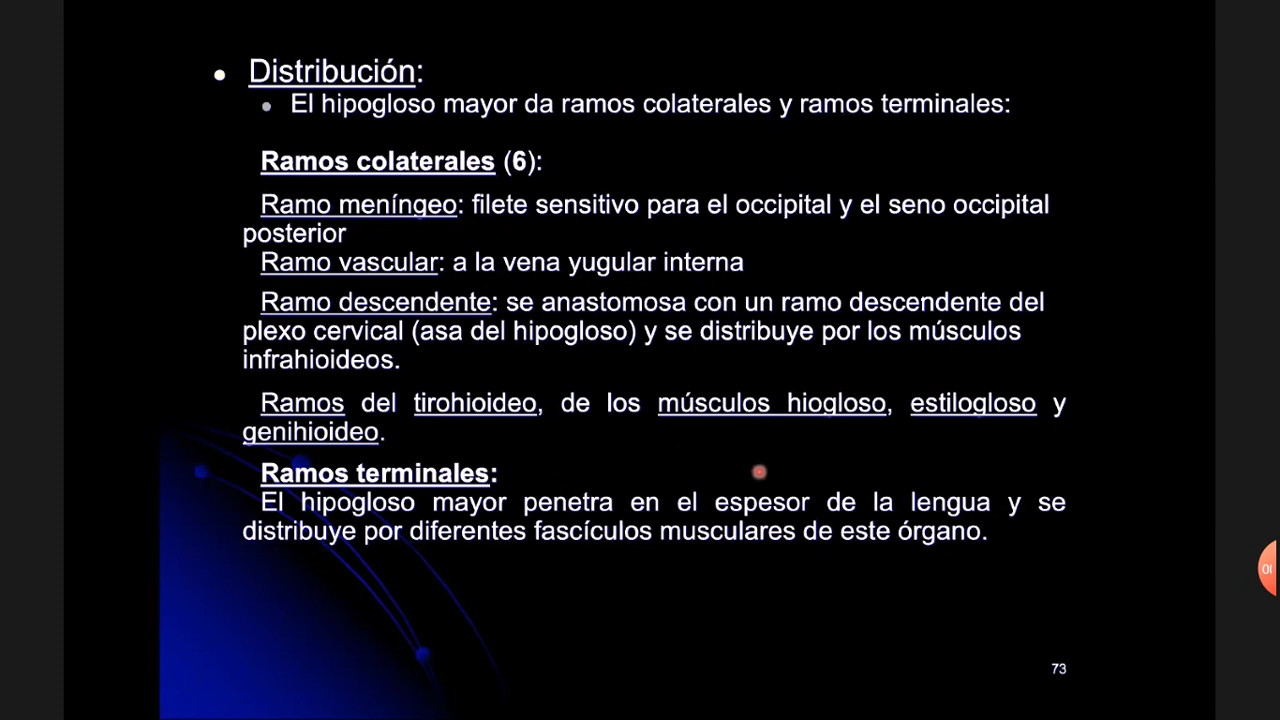 Distribución:
El hipogloso mayor da ramos colaterales y ramos terminales:
Ramos colaterales (6):
Ramo meníngeo: filete sensitivo para el occipital y el seno occipital
posterior
Ramo vascular: a la vena yugular interna
Ramo descendente: se anastomosa con un ramo descendente del
plexo cervical (asa del hipogloso) y se distribuye por los músculos
infrahioideos.
Ramos del tirohioideo, de los músculos hiogloso, estilogloso y
genihioideo.
Ramos terminales:
El hipogloso mayor penetra en el espesor de la lengua y se
distribuye por diferentes fascículos musculares de este órgano.
73